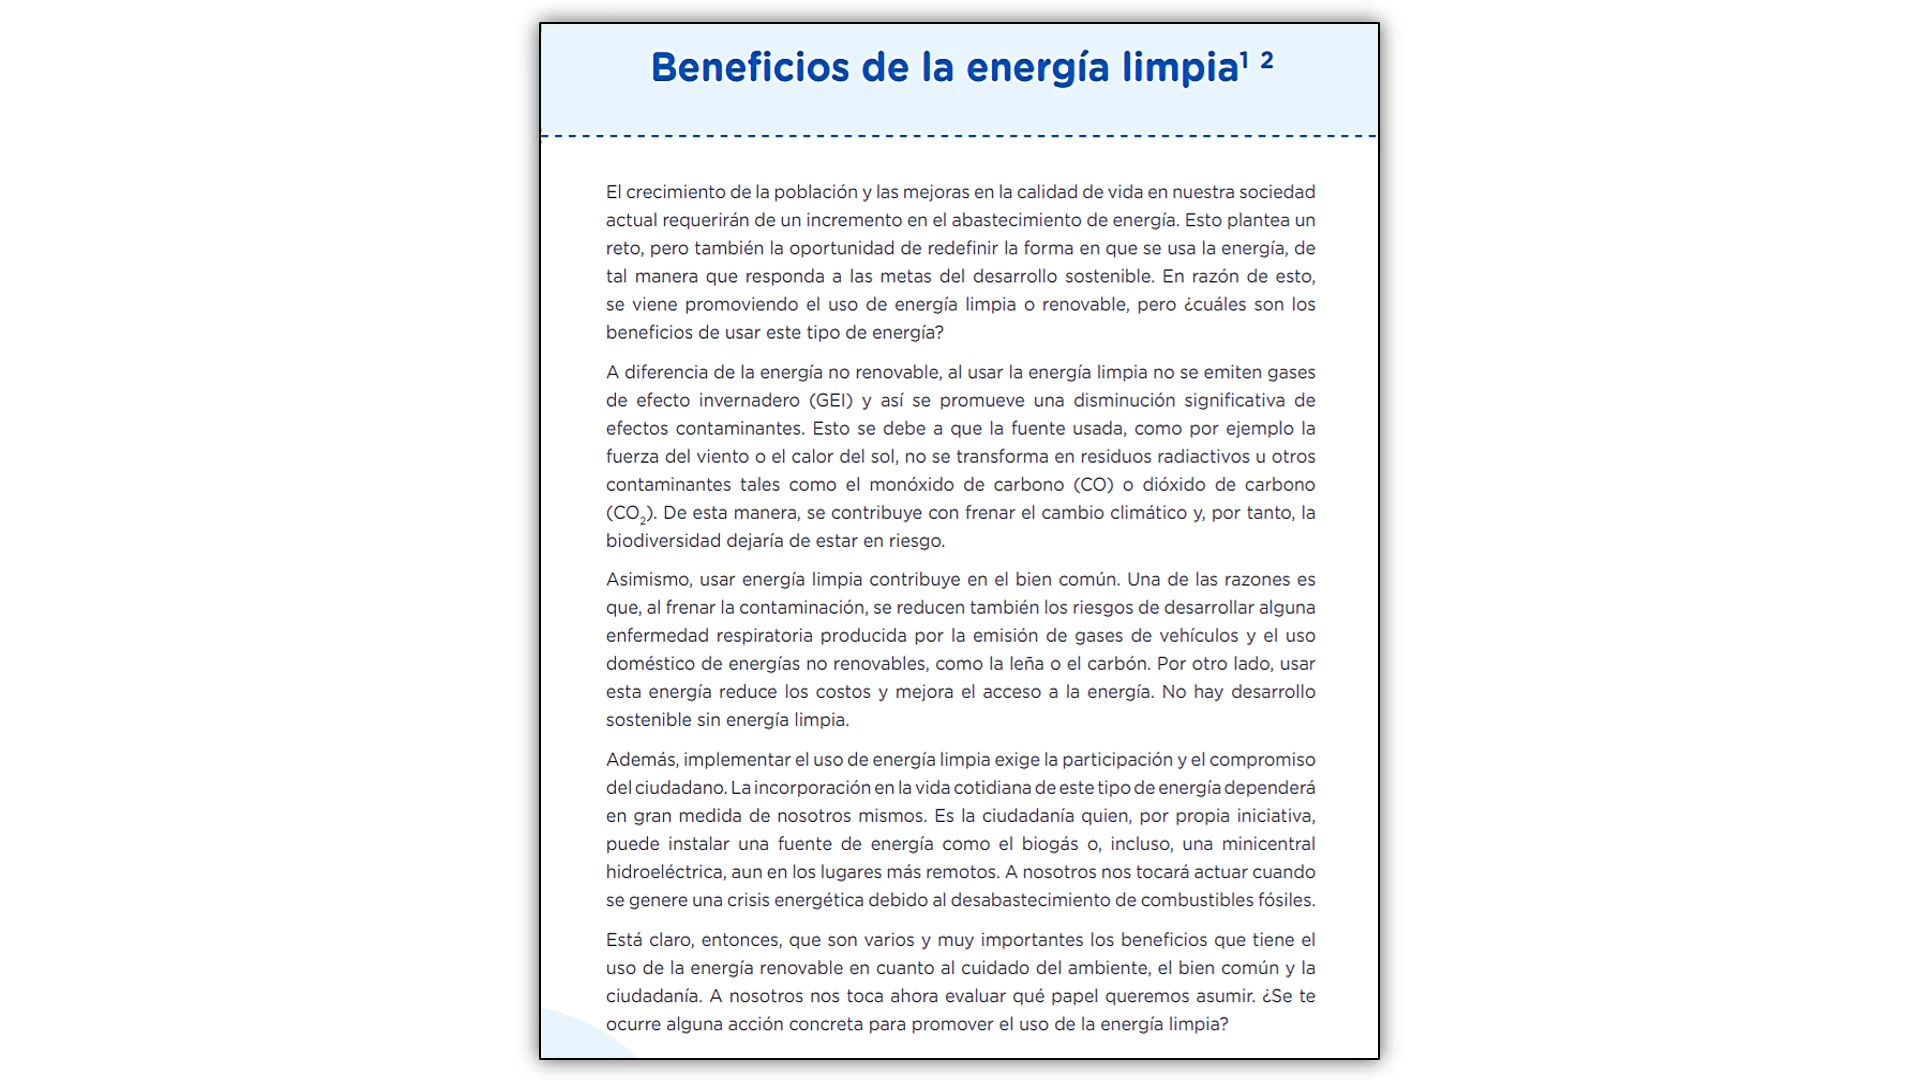 Beneficios de la energía limpia¹ ²
El crecimiento de la población y las mejoras en la calidad de vida en nuestra sociedad
actual requerirán de un incremento en el abastecimiento de energía. Esto plantea un
reto, pero también la oportunidad de redefinir la forma en que se usa la energía, de
tal manera que responda a las metas del desarrollo sostenible. En razón de esto,
se viene promoviendo el uso de energía limpia o renovable, pero ¿cuáles son los
beneficios de usar este tipo de energía?
A diferencia de la energía no renovable, al usar la energía limpia no se emiten gases
de efecto invernadero (GEI) y así se promueve una disminución significativa de
efectos contaminantes. Esto se debe a que la fuente usada, como por ejemplo la
fuerza del viento o el calor del sol, no se transforma en residuos radiactivos u otros
contaminantes tales como el monóxido de carbono (CO) o dióxido de carbono
(CO₂). De esta manera, se contribuye con frenar el cambio climático y, por tanto, la
biodiversidad dejaría de estar en riesgo.
Asimismo, usar energía limpia contribuye en el bien común. Una de las razones es
que, al frenar la contaminación, se reducen también los riesgos de desarrollar alguna
enfermedad respiratoria producida por la emisión de gases de vehículos y el uso
doméstico de energías no renovables, como la leña o el carbón. Por otro lado, usar
esta energía reduce los costos y mejora el acceso a la energía. No hay desarrollo
sostenible sin energía limpia.
Además, implementar el uso de energía limpia exige la participación y el compromiso
del ciudadano. La incorporación en la vida cotidiana de este tipo de energía dependerá
en gran medida de nosotros mismos. Es la ciudadanía quien, por propia iniciativa,
puede instalar una fuente de energía como el biogás o, incluso, una minicentral
hidroeléctrica, aun en los lugares más remotos. A nosotros nos tocará actuar cuando
se genere una crisis energética debido al desabastecimiento de combustibles fósiles.
Está claro, entonces, que son varios y muy importantes los beneficios que tiene el
uso de la energía renovable en cuanto al cuidado del ambiente, el bien común y la
ciudadanía. A nosotros nos toca ahora evaluar qué papel queremos asumir. ¿Se te
ocurre alguna acción concreta para promover el uso de la energía limpia?